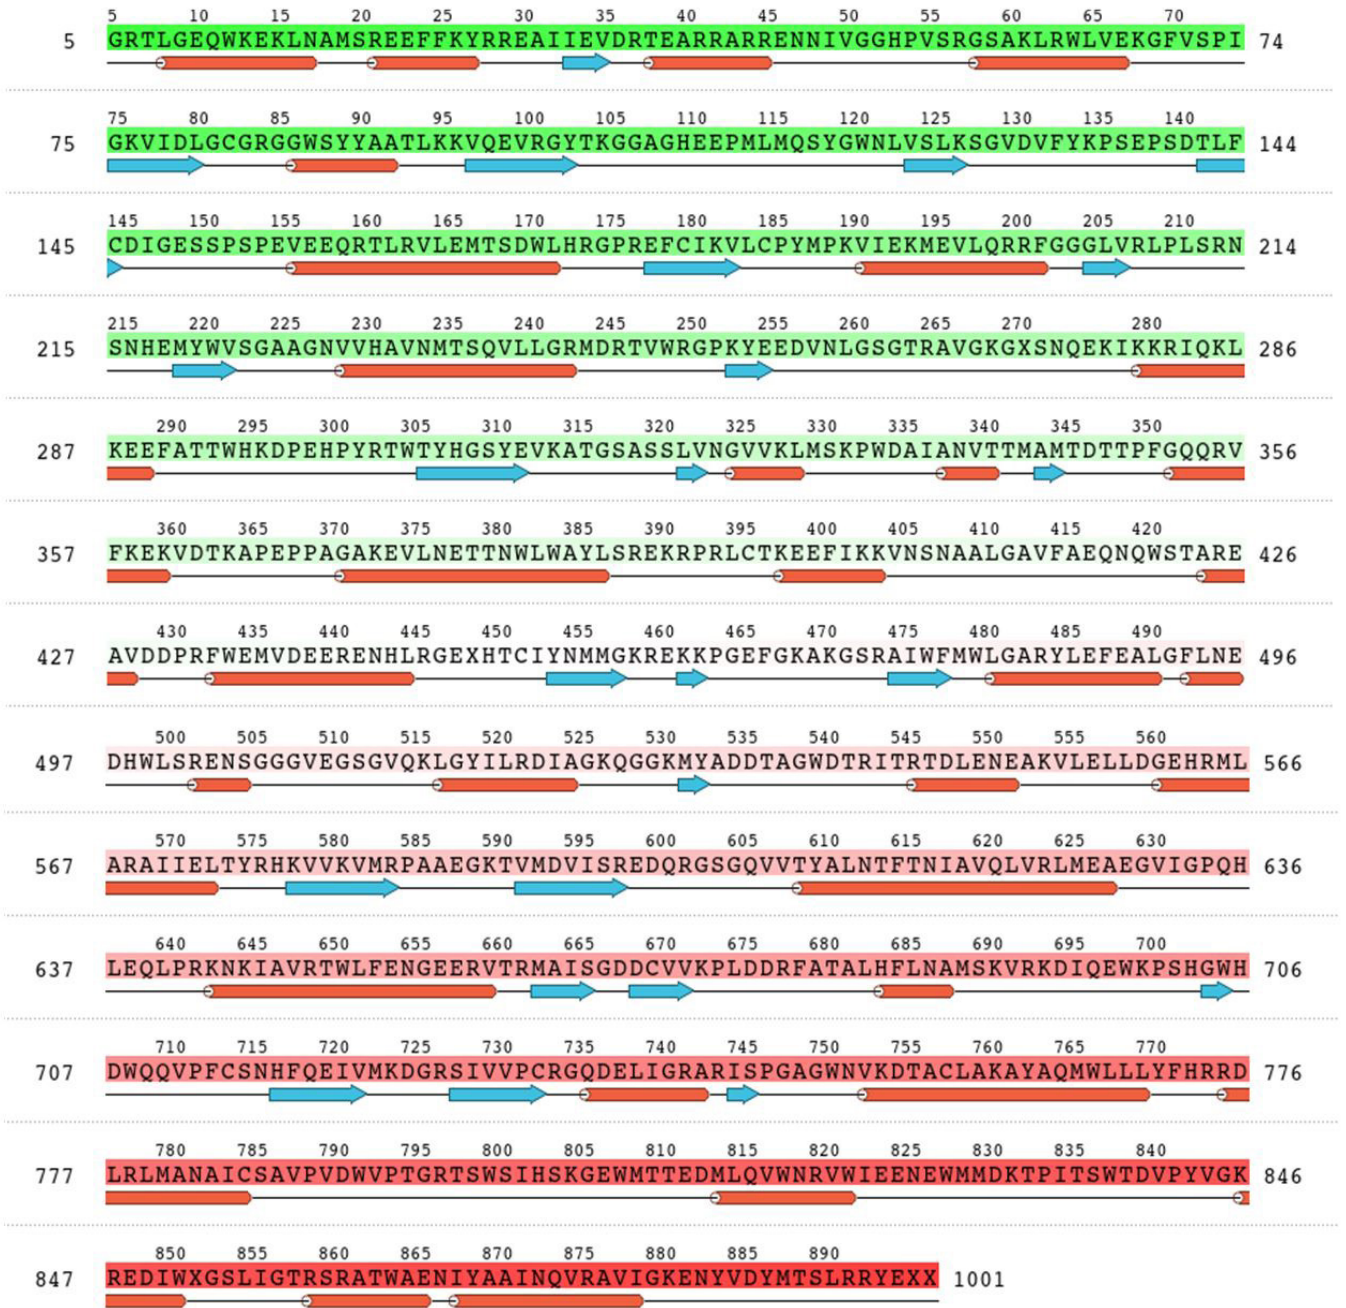 5 10 15 20 25 30 35 40 45 50 55 60 65 70
5 GRTLGEQWKEKLNAMSREEFFKYRREAIIEVDRTEARRARRENNIVGGHPVSRGSAKLRWLVEKGFVSPI 74
75 80 85 90 95 100 105 110 115 120 125 130 135 140
75 GKVIDLGCGRGGWSYYAATLKKVQEVRGYTKGGAGHEEPMLMQSYGWNLVSLKSGVDVFYKPSEPSDTLF 144
145 150 155 160 165 170 175 180 185 190 195 200 205 210
145 CDIGESSPSPEVEEQRTLRVLEMTSDWLHRGPREFCIKVLCPYMPKVIEKMEVLQRRFGGGLVRLPLSRN 214
215 220 225 230 235 240 245 250 255 260 265 270 280
215 SNHEMYWVSGAAGNVVHAVNMTSQVLLGRMDRTVWRGPKYEEDVNLGSGTRAVGKGXSNQEKIKKRIQKL 286
290 295 300 305 310 315 320 325 330 335 340 345 350
287 KEEFATTWHKDPEHPYRTWTYHGSYEVKATGSASSLVNGVVKLMSKPWDAIANVTTMAMTDTTPFGQQRV 356
360 365 370 375 380 385 390 395 400 405 410 415 420
357 FKEKVDTKAPEPPAGAKEVLNETTNWLWAYLSREKRPRLCTKEEFIKKVNSNAALGAVFAEQNQWSTARE 426
430 435 440 445 450 455 460 465 470 475 480 485 490
427 AVDDPRFWEMVDEERENHLRGEXHTCIYNMMGKREKKPGEFGKAKGSRAIWFMWLGARYLEFEALGFLNE 496
500 505 510 515 520 525 530 535 540 545 550 555 560
497 DHWLSRENSGGGVEGSGVQKLGYILRDIAGKQGGKMYADDTAGWDTRITRTDLENEAKVLELLDGEHRML 566
570 575 580 585 590 595 600 605 610 615 620 625 630
567 ARAIIELTYRHKVVKVMRPAAEGKTVMDVISREDQRGSGQVVTYALNTFTNIAVQLVRLMEAEGVIGPQH 636
640 645 650 655 660 665 670 675 680 685 690 695 700
637 LEQLPRKNKIAVRTWLFENGEERVTRMAISGDDCVVKPLDDRFATALHFLNAMSKVRKDIQEWKPSHGWH 706
710 715 720 725 730 735 740 745 750 755 760 765 770
707 DWQQVPFCSNHFQEIVMKDGRSIVVPCRGQDELIGRARISPGAGWNVKDTACLAKAYAQMWLLLYFHRRD 776
780 785 790 795 800 805 810 815 820 825 830 835 840
777 LRLMANAICSAVPVDWVPTGRTSWSIHSKGEWMTTEDMLQVWNRVWIEENEWMMDKTPITSWTDVPYVGK 846
850 855 860 865 870 875 880 885 890
847 REDIWXGSLIGTRSRATWAENIYAAINQVRAVIGKENYVDYMTSLRRYEXX 1001